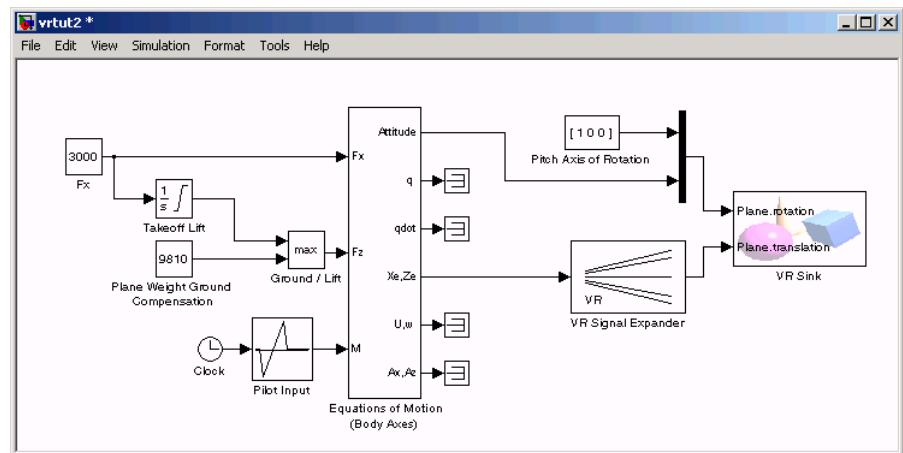 vrtut2 *
File Edit View Simulation Format Tools Help
3000
Fx
1
s
Takeoff Lift
9810
Plane Weight Ground
Compensation
max
Ground / Lift
Clock
Pilot Input
Fx
Fz
M
Attitude
q
qdot
Xe,Ze
U,w
Ax,Az
Equations of Motion
(Body Axes)
[ 1 0 0 ]
Pitch Axis of Rotation
VR
VR Signal Expander
Plane.rotation
Plane.translation
VR Sink